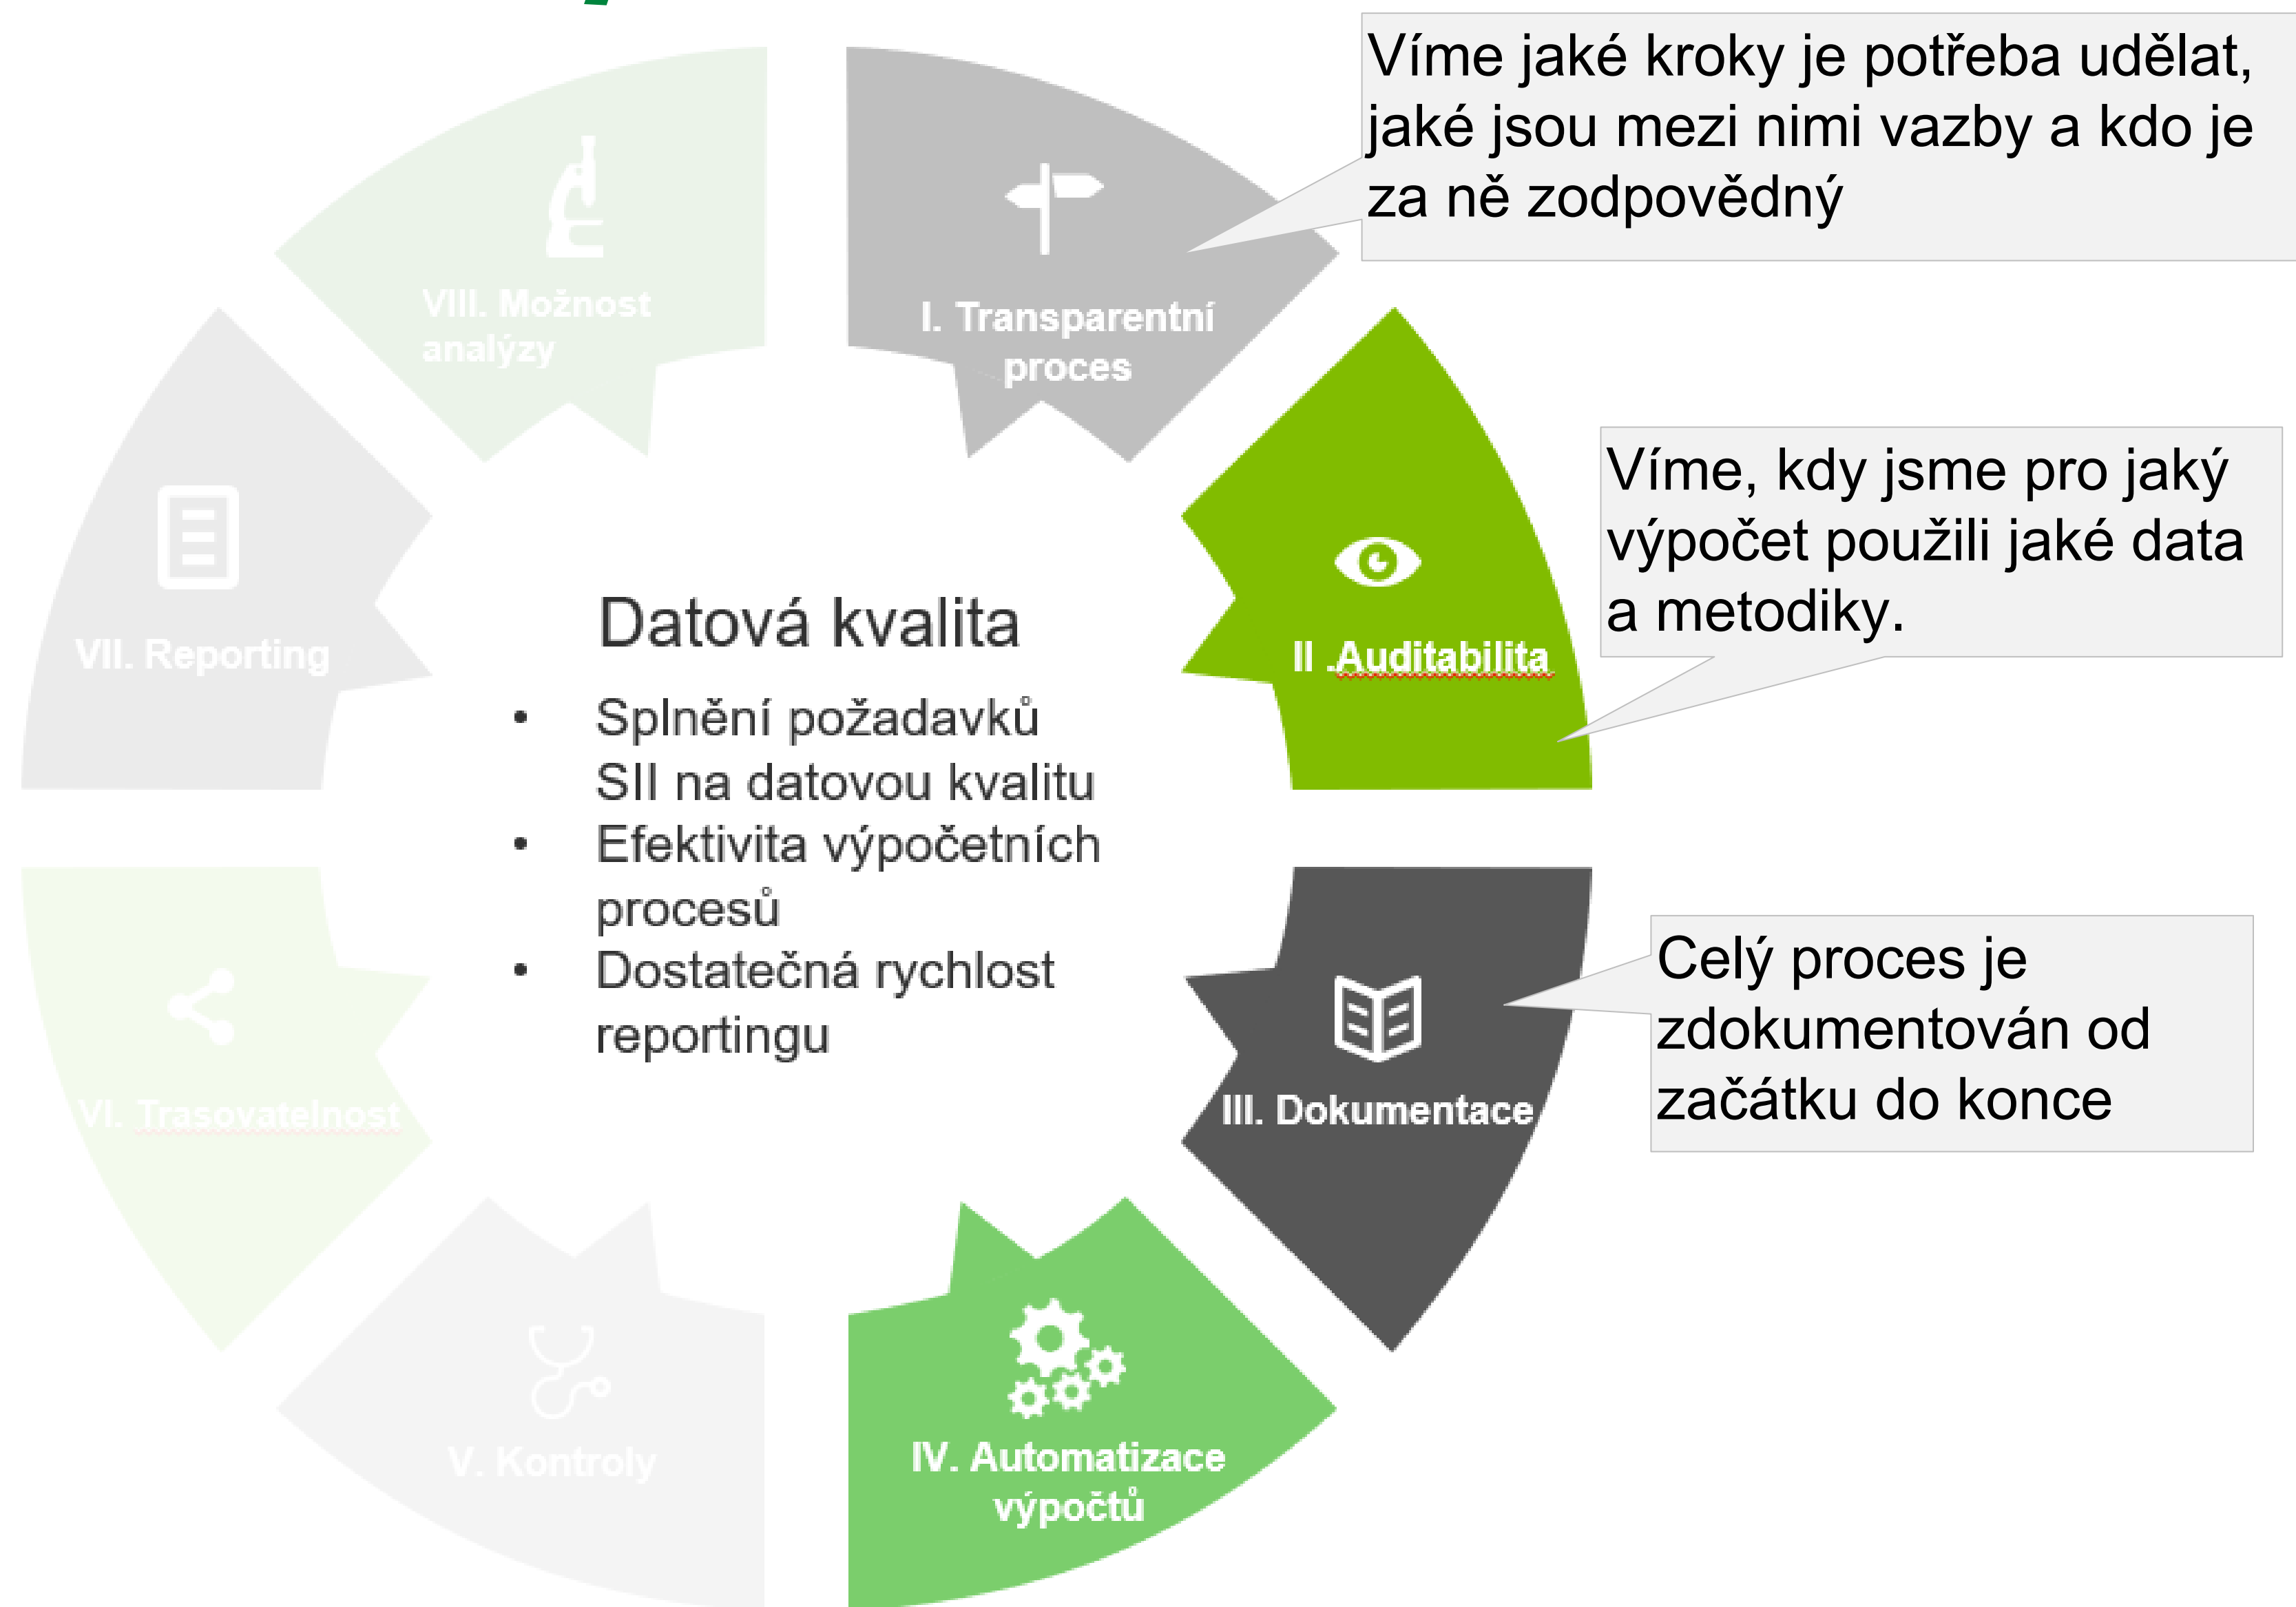 Víme jaké kroky je potřeba udělat,
jaké jsou mezi nimi vazby a kdo je
za ně zodpovědný
VIII. Možnost
analýzy
I. Transparentní
proces
Víme, kdy jsme pro jaký
výpočet použili jaké data
a metodiky.
II .Auditabilita
VII. Reporting
Datová kvalita
• Splnění požadavků
SII na datovou kvalitu
• Efektivita výpočetních
procesů
• Dostatečná rychlost
reportingu
Celý proces je
zdokumentován od
začátku do konce
III. Dokumentace
VI. Trasovatelnost
V. Kontroly
IV. Automatizace
výpočtů